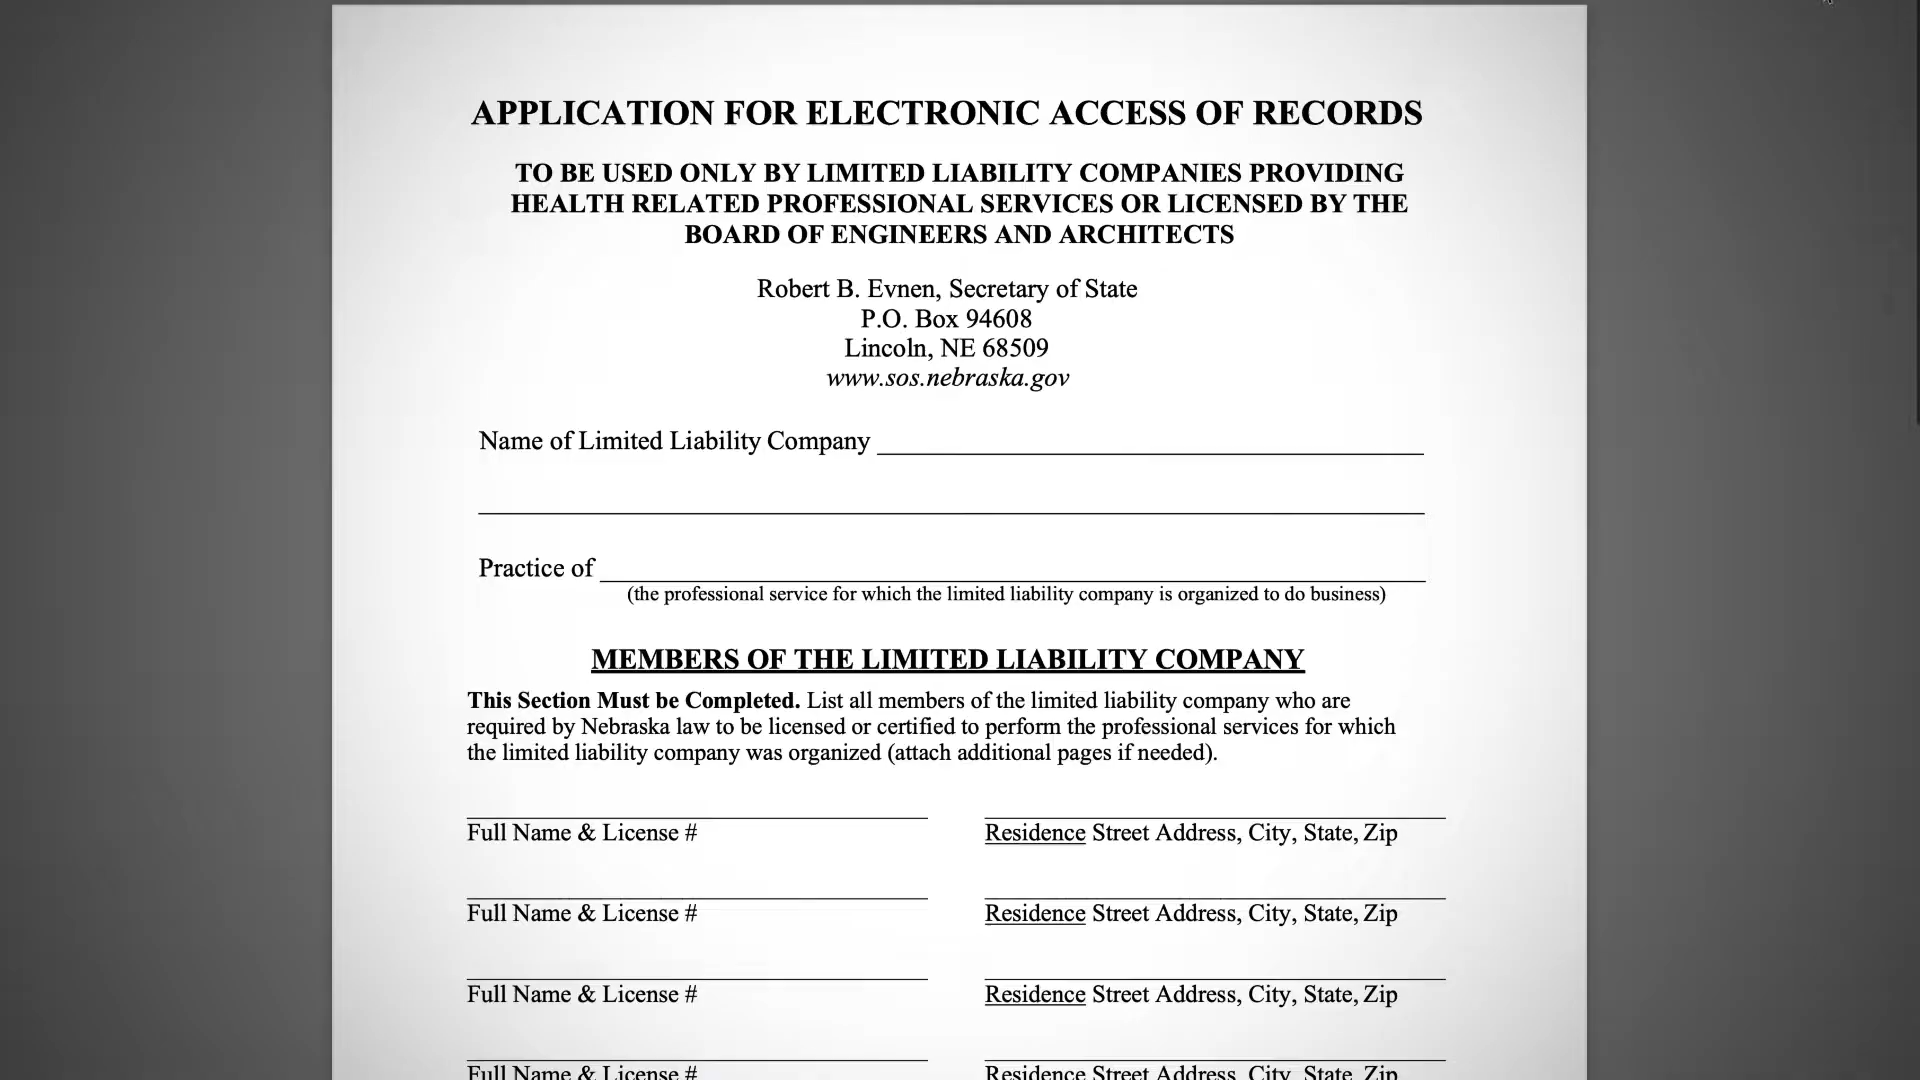 APPLICATION FOR ELECTRONIC ACCESS OF RECORDS
TO BE USED ONLY BY LIMITED LIABILITY COMPANIES PROVIDING
HEALTH RELATED PROFESSIONAL SERVICES OR LICENSED BY THE
BOARD OF ENGINEERS AND ARCHITECTS
Robert B. Evnen, Secretary of State
P.O. Box 94608
Lincoln, NE 68509
www.sos.nebraska.gov
Name of Limited Liability Company
Practice of
(the professional service for which the limited liability company is organized to do business)
MEMBERS OF THE LIMITED LIABILITY COMPANY
This Section Must be Completed. List all members of the limited liability company who are
required by Nebraska law to be licensed or certified to perform the professional services for which
the limited liability company was organized (attach additional pages if needed).
Full Name & License # Residence Street Address, City, State, Zip
Full Name & License # Residence Street Address, City, State, Zip
Full Name & License # Residence Street Address, City, State, Zip
Full Name & License # Residence Street Address, City, State, Zip